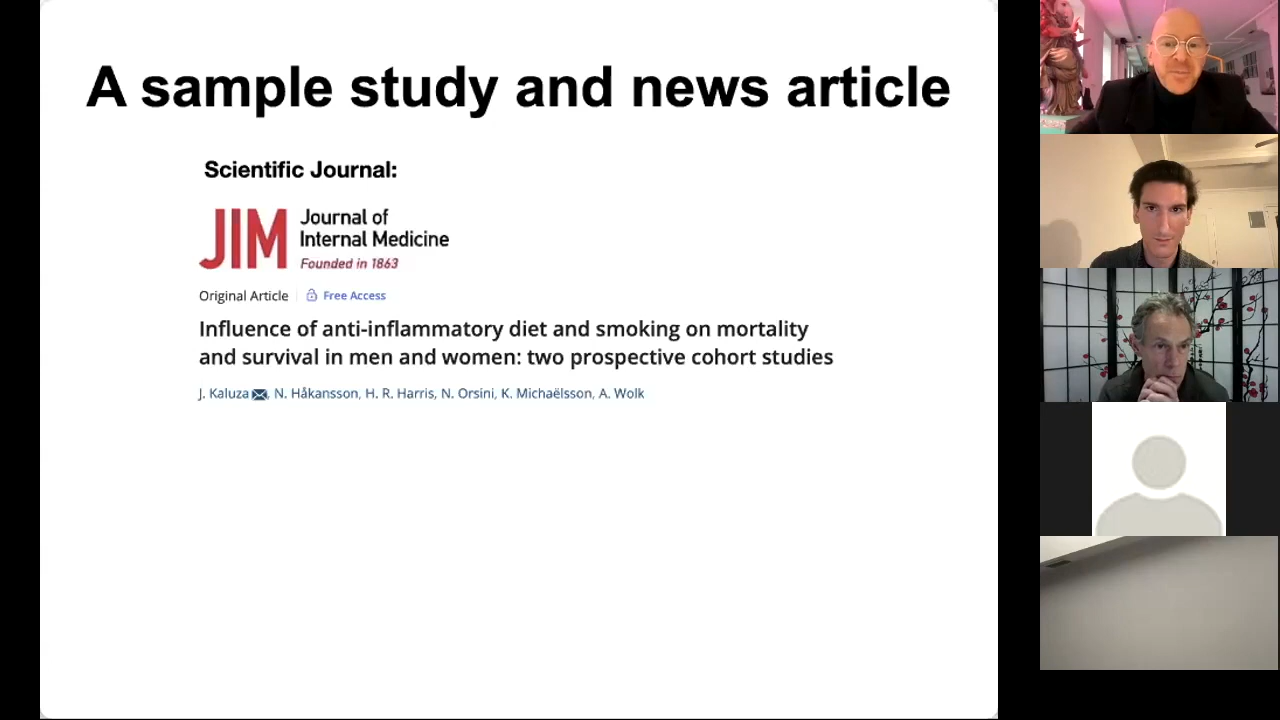 A sample study and news article
Scientific Journal:
JIM
Journal of
Internal Medicine
Founded in 1863
Original Article
Free Access
Influence of anti-inflammatory diet and smoking on mortality
and survival in men and women: two prospective cohort studies
J. Kaluza, N. Håkansson, H. R. Harris, N. Orsini, K. Michaëlsson, A. Wolk